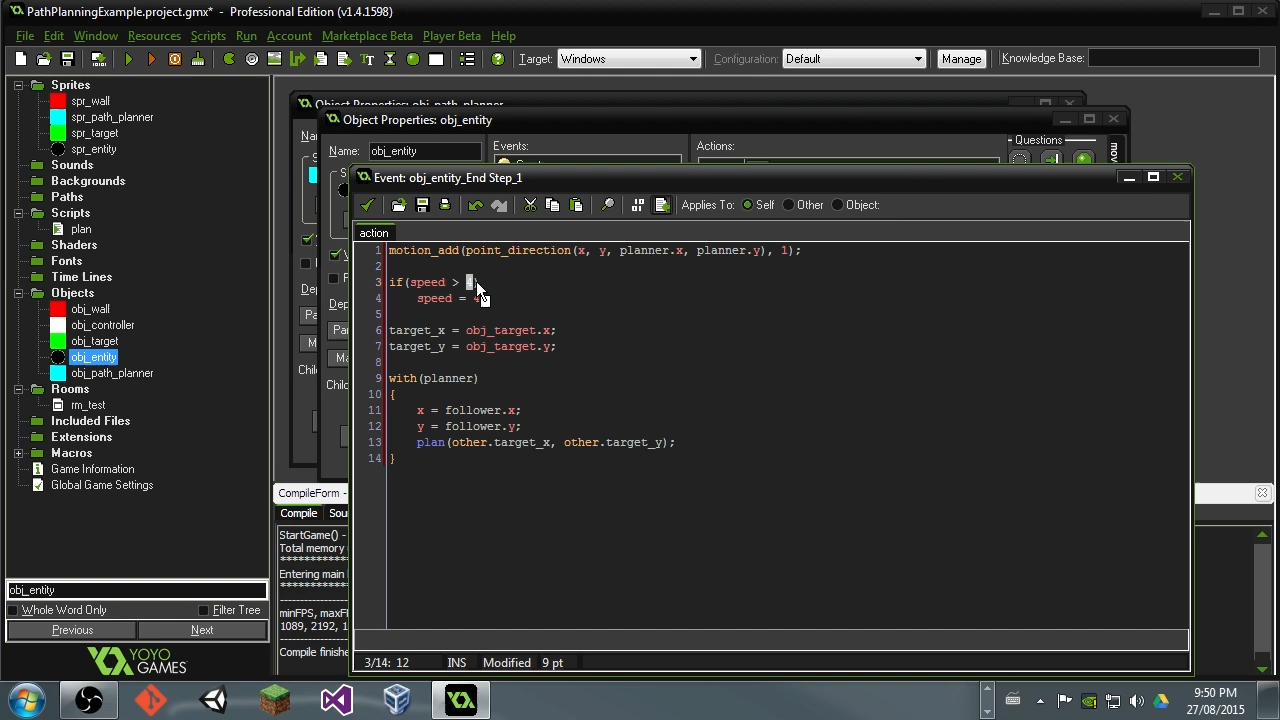 PathPlanningExample.project.gmx* - Professional Edition (v1.4.1598)
File Edit Window Resources Scripts Run Account Marketplace Beta Player Beta Help
Target: Windows Configuration: Default Manage Knowledge Base:
Sprites
spr_wall
spr_path_planner
spr_target
spr_entity
Sounds
Backgrounds
Paths
Scripts
plan
Shaders
Fonts
Time Lines
Objects
obj_wall
obj_controller
obj_target
obj_entity
obj_path_planner
Rooms
rm_test
Included Files
Extensions
Macros
Game Information
Global Game Settings
obj_entity
Whole Word Only Filter Tree
Previous Next
YOYO
GAMES
Object Properties: obj_path_planner
Object Properties: obj_entity
Name: obj_entity Events: Actions: Questions
Event: obj_entity_End Step_1
Applies To: Self Other Object:
action
1 motion_add(point_direction(x, y, planner.x, planner.y), 1);
2
3 if(speed > 4)
4 speed = 4
5
6 target_x = obj_target.x;
7 target_y = obj_target.y;
8
9 with(planner)
10 {
11 x = follower.x;
12 y = follower.y;
13 plan(other.target_x, other.target_y);
14 }
3/14: 12 INS Modified 9 pt
CompileForm -
Compile Sou
StartGame() -
Total memory
******************
Entering main
******************
minFPS, maxF
1089, 2192, 1
Compile finishe
9:50 PM
27/08/2015